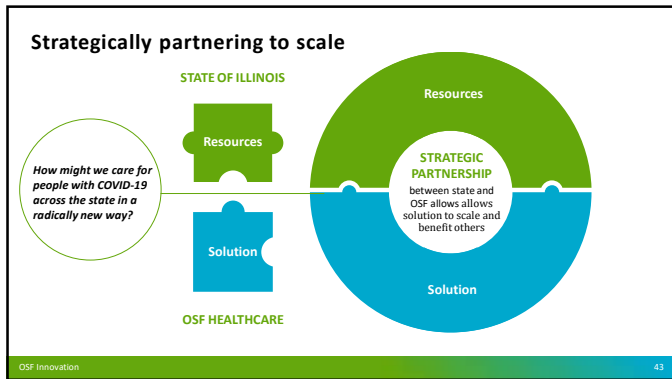 Strategically partnering to scale
STATE OF ILLINOIS
Resources
How might we care for
people with COVID-19
across the state in a
radically new way?
Solution
OSF HEALTHCARE
Resources
STRATEGIC
PARTNERSHIP
between state and
OSF allows allows
solution to scale and
benefit others
Solution
OSF Innovation
43